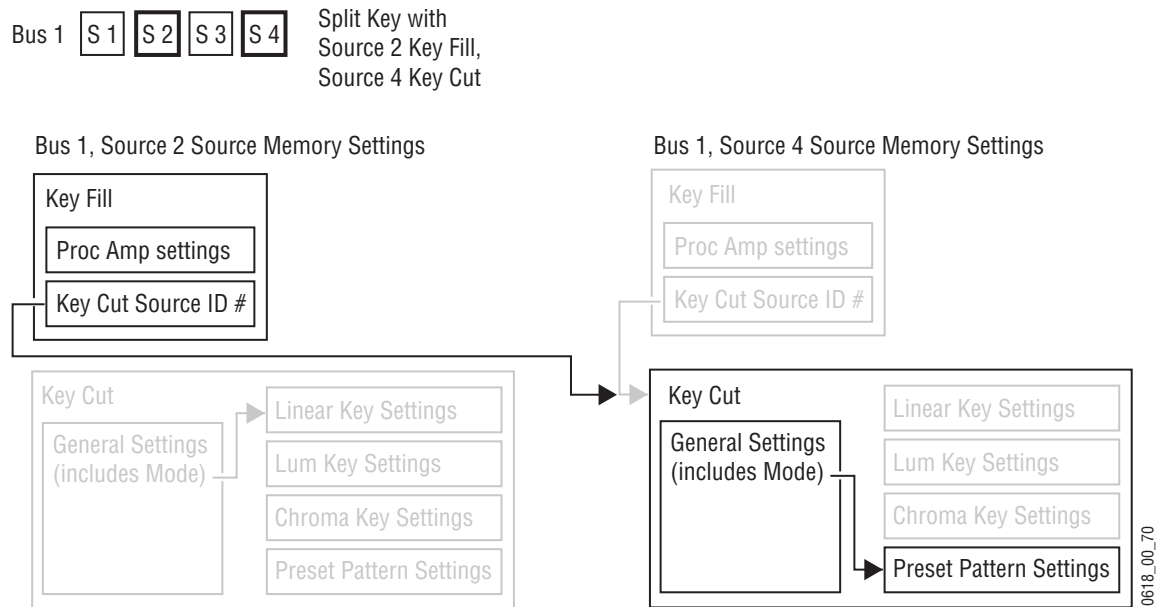 Bus 1 S 1 S 2 S 3 S 4
Split Key with
Source 2 Key Fill,
Source 4 Key Cut
Bus 1, Source 2 Source Memory Settings
Key Fill
Proc Amp settings
Key Cut Source ID #
Key Cut
General Settings
(includes Mode)
Linear Key Settings
Lum Key Settings
Chroma Key Settings
Preset Pattern Settings
Bus 1, Source 4 Source Memory Settings
Key Fill
Proc Amp settings
Key Cut Source ID #
Key Cut
General Settings
(includes Mode)
Linear Key Settings
Lum Key Settings
Chroma Key Settings
Preset Pattern Settings
0618_00_70